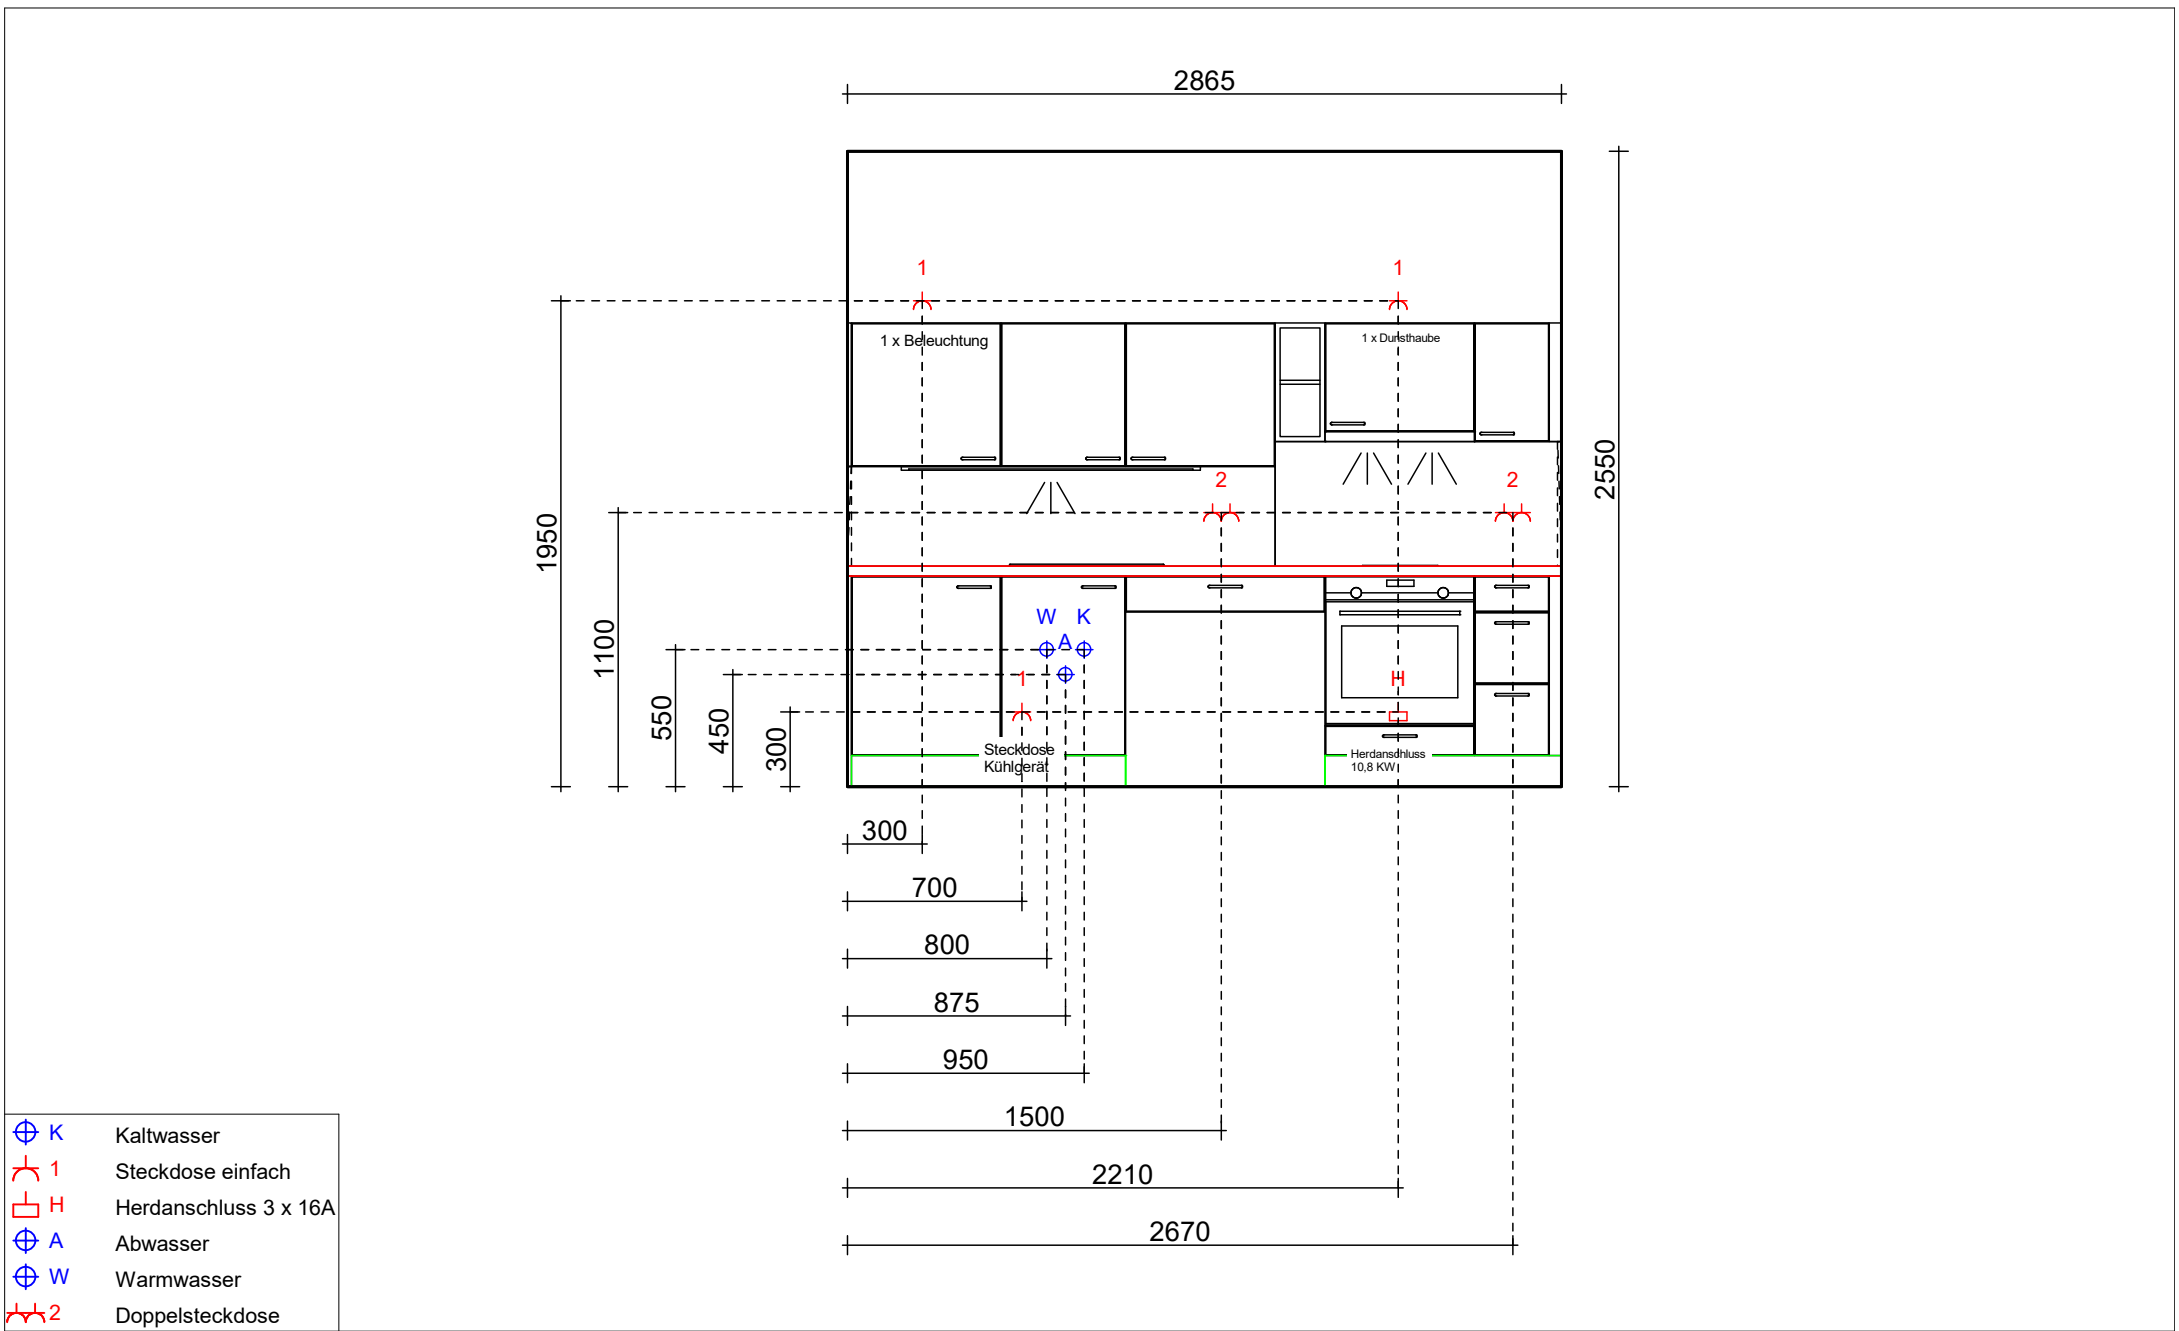 2865
1
1
1 x Beleuchtung
1 x Dunsthaube
2550
2
2
1950
1100
W
K
A
550
1
H
450
300
Steckdose
Kühlgerät
Herdanschluss
10,8 KW
300
700
800
875
950
1500
2210
2670
K Kaltwasser
1 Steckdose einfach
H Herdanschluss 3 x 16A
A Abwasser
W Warmwasser
2 Doppelsteckdose